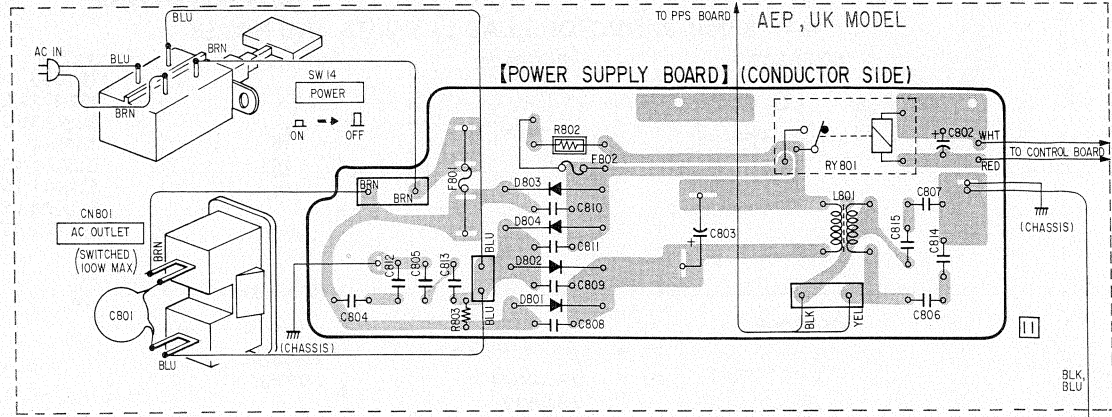 BLU
TO PPS BOARD
AEP, UK MODEL
AC IN
BLU
BRN
SW14
POWER
ON
OFF
BRN
【POWER SUPPLY BOARD】(CONDUCTOR SIDE)
R802
F802
F801
RY801
C802
WHT
TO CONTROL BOARD
RED
BRN
BRN
D803
C810
D804
C811
D802
C809
D801
C808
CN801
AC OUTLET
(SWITCHED
100W MAX)
BRN
C801
BLU
(CHASSIS)
C804
C812
C805
C813
R803
BLU
BLU
C803
L801
C807
C815
C814
C806
BLK
YEL
(CHASSIS)
11
BLK,
BLU